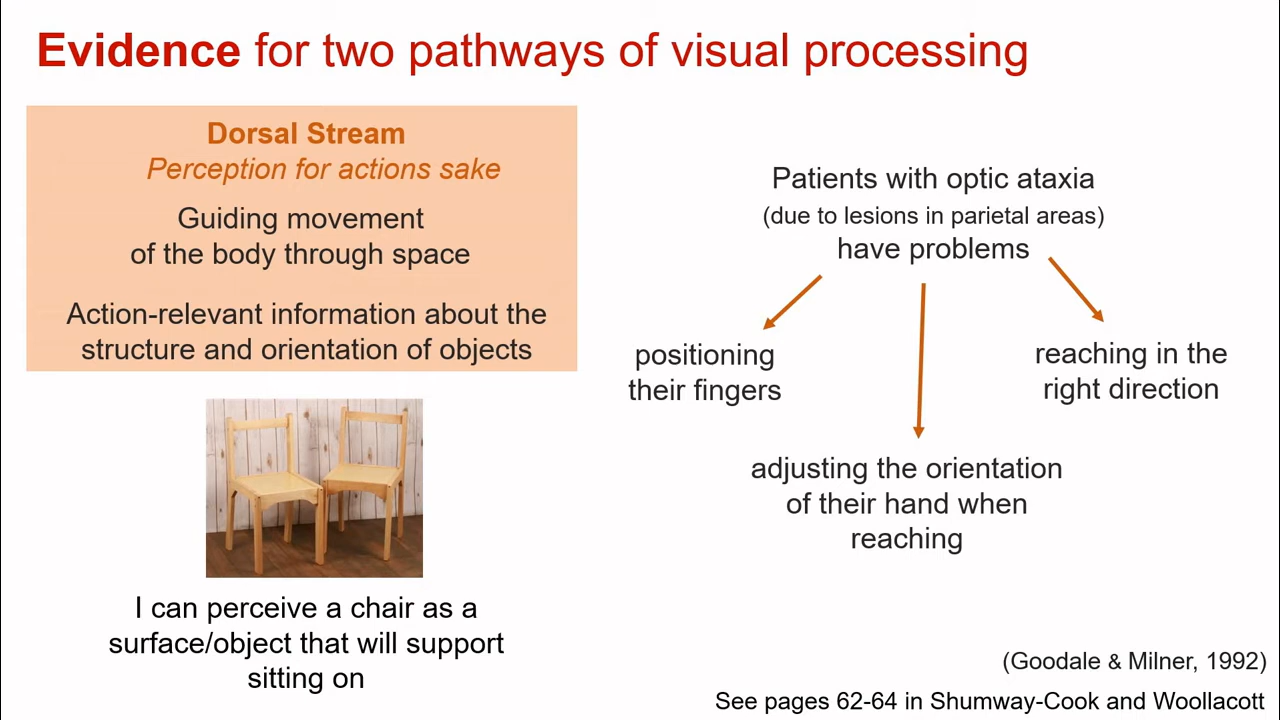 Evidence for two pathways of visual processing
Dorsal Stream
Perception for actions sake
Guiding movement
of the body through space
Action-relevant information about the
structure and orientation of objects
I can perceive a chair as a
surface/object that will support
sitting on
Patients with optic ataxia
(due to lesions in parietal areas)
have problems
positioning
their fingers
adjusting the orientation
of their hand when
reaching
reaching in the
right direction
(Goodale & Milner, 1992)
See pages 62-64 in Shumway-Cook and Woollacott